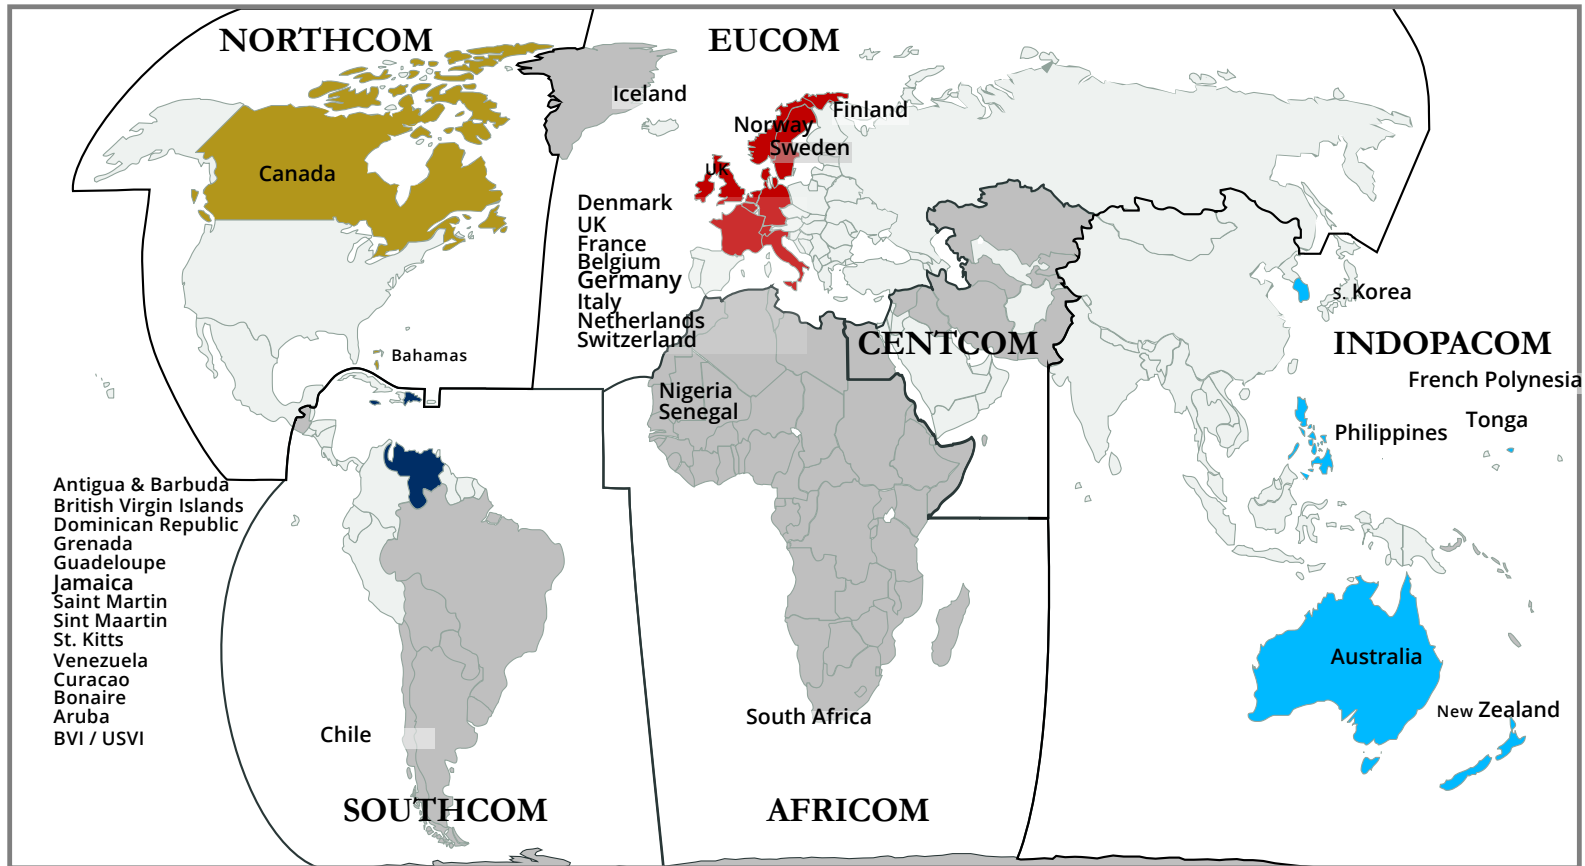 NORTHCOM
EUCOM
Iceland
Finland
Norway
Sweden
UK
Canada
Denmark
UK
France
Belgium
Germany
Italy
Netherlands
Switzerland
s. Korea
CENTCOM
INDOPACOM
Bahamas
French Polynesia
Nigeria
Senegal
Tonga
Philippines
Antigua & Barbuda
British Virgin Islands
Dominican Republic
Grenada
Guadeloupe
Jamaica
Saint Martin
Sint Maartin
St. Kitts
Venezuela
Curacao
Bonaire
Aruba
BVI / USVI
Australia
New Zealand
South Africa
Chile
SOUTHCOM
AFRICOM